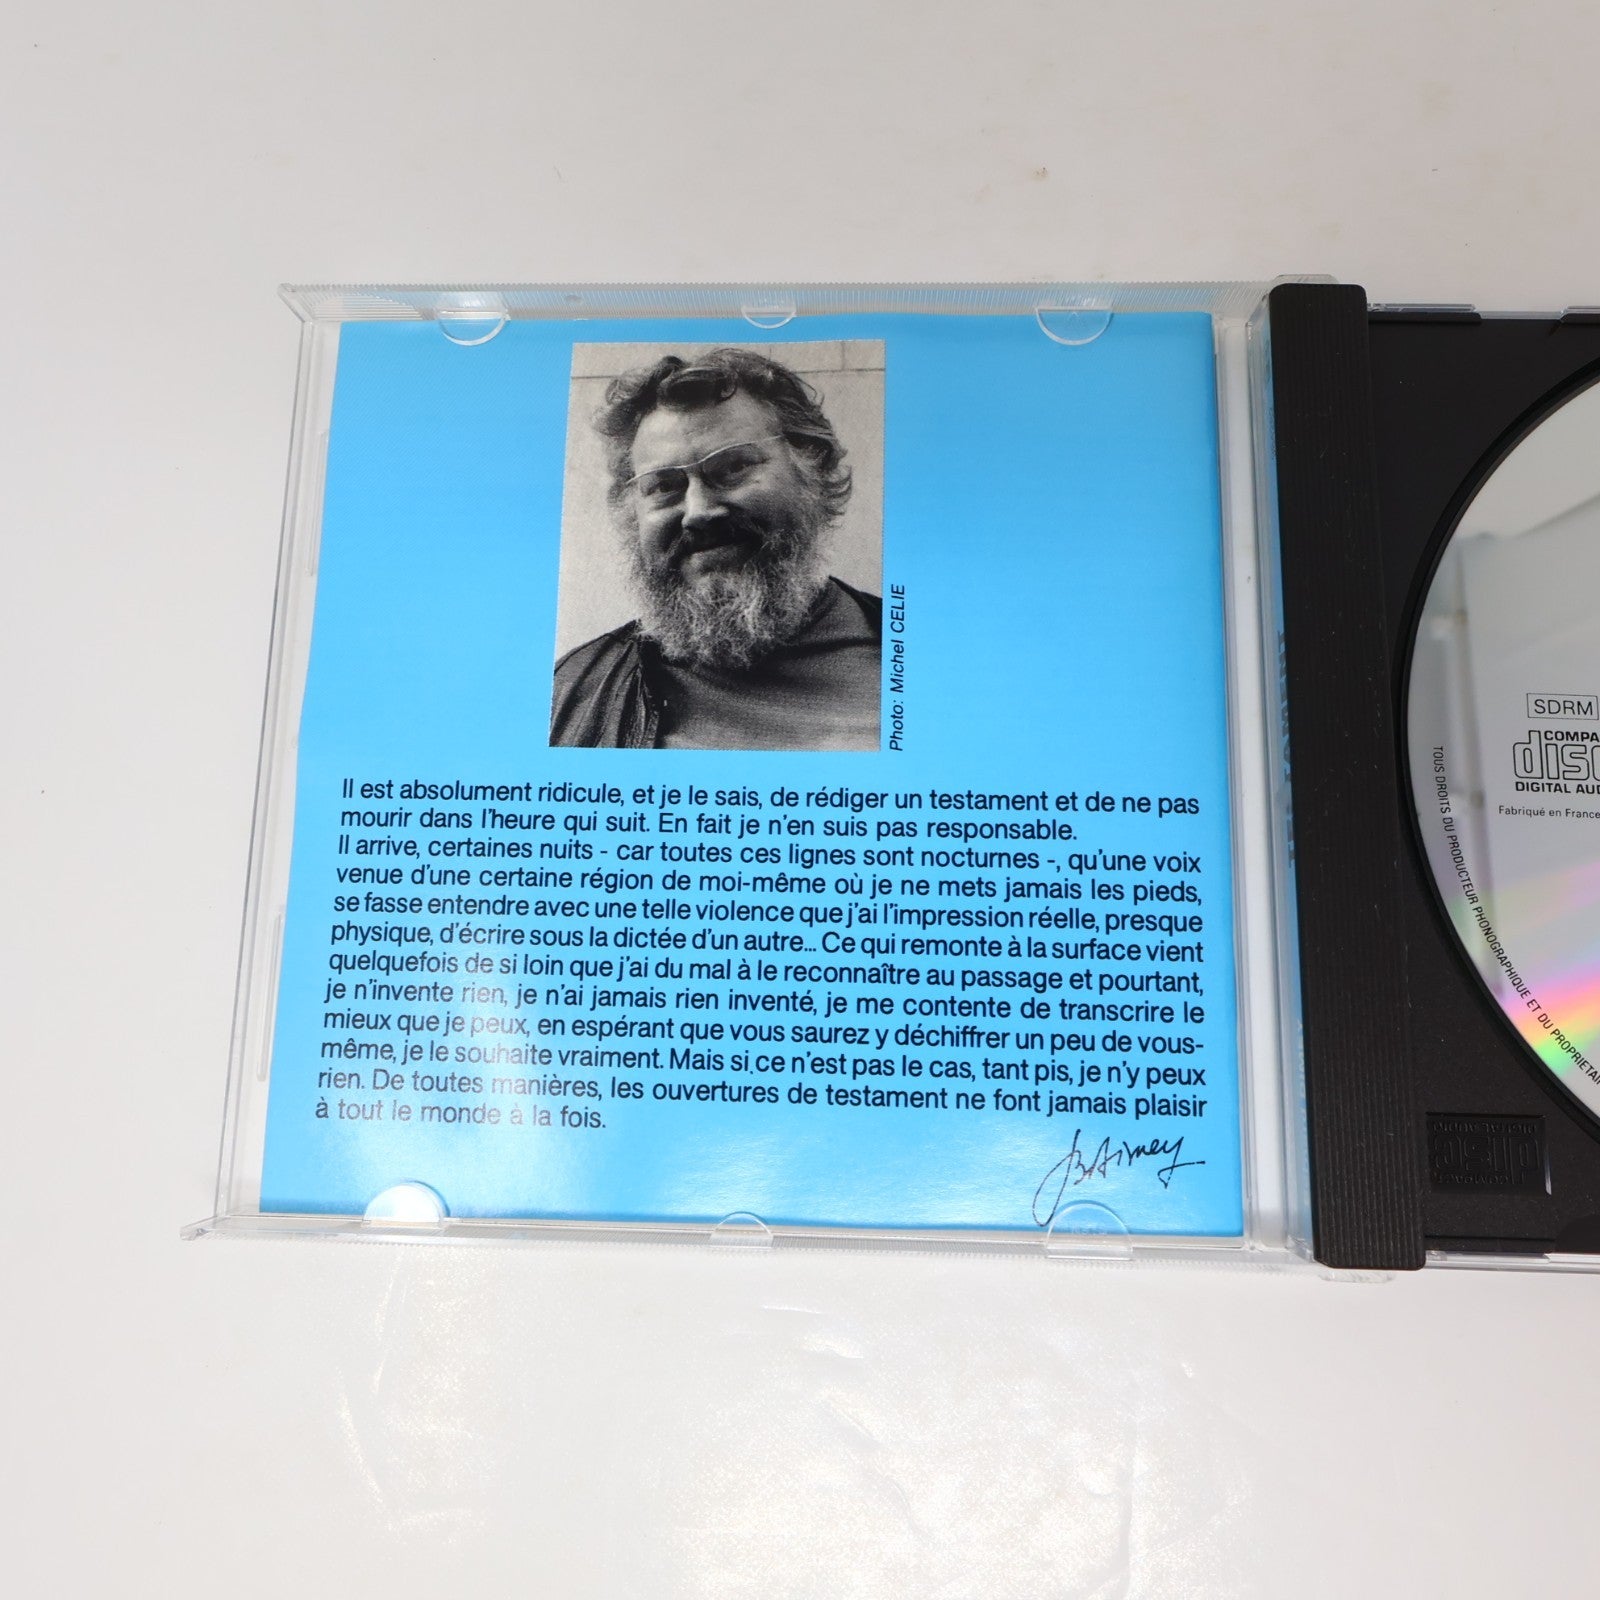 Photo: Michel CELIE
Il est absolument ridicule, et je le sais, de rédiger un testament et de ne pas
mourir dans l'heure qui suit. En fait je n'en suis pas responsable.
Il arrive, certaines nuits - car toutes ces lignes sont nocturnes -, qu'une voix
venue d'une certaine région de moi-même où je ne mets jamais les pieds,
se fasse entendre avec une telle violence que j'ai l'impression réelle, presque
physique, d'écrire sous la dictée d'un autre... Ce qui remonte à la surface vient
quelquefois de si loin que j'ai du mal à le reconnaître au passage et pourtant,
je n'invente rien, je n'ai jamais rien inventé, je me contente de transcrire le
mieux que je peux, en espérant que vous saurez y déchiffrer un peu de vous-
même, je le souhaite vraiment. Mais si ce n'est pas le cas, tant pis, je n'y peux
rien. De toutes manières, les ouvertures de testament ne font jamais plaisir
à tout le monde à la fois.
SDRM
COMPA
disc
DIGITAL AUD
Fabriqué en France
TOUS DROITS DU PRODUCTEUR PHONOGRAPHIQUE ET DU PROPRIETAI
COMPACT
disc
DIGITAL AUDIO